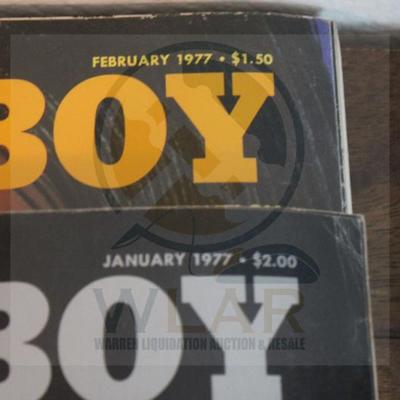 FEBRUARY 1977 • $1.50
BOY
JANUARY 1977 • $2.00
BOY
WLAR
WARREN LIQUIDATION AUCTION & RESALE